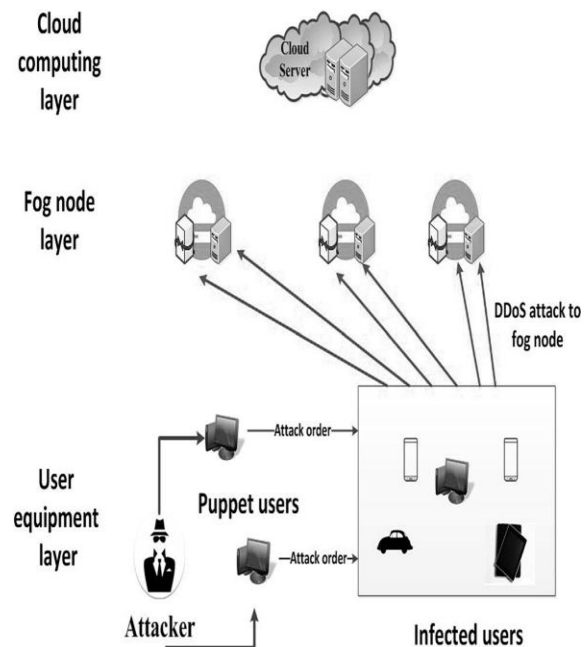 Cloud
computing
layer
Cloud
Server
Fog node
layer
DDoS attack to
fog node
User
equipment
layer
Attack order
Puppet users
Attack order
Attacker
Infected users